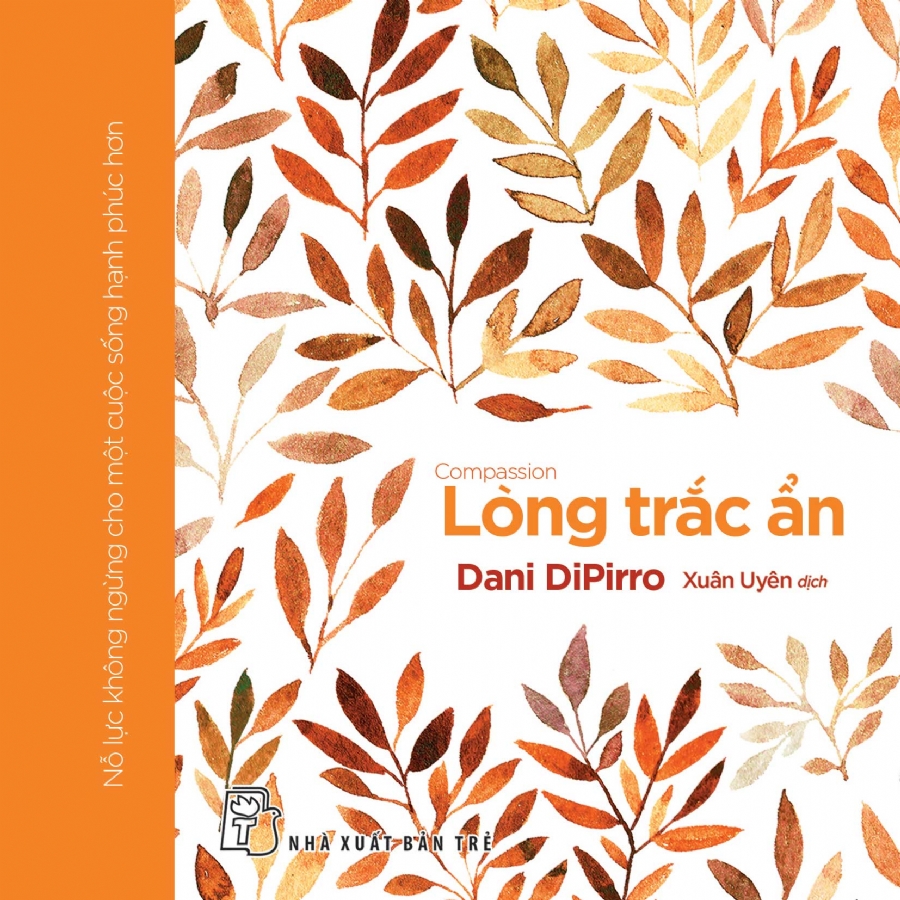 Nỗ lực không ngừng cho một cuộc sống hạnh phúc hơn
Compassion
Lòng trắc ẩn
Dani DiPirro Xuân Uyên dịch
NHÀ XUẤT BẢN TRẺ